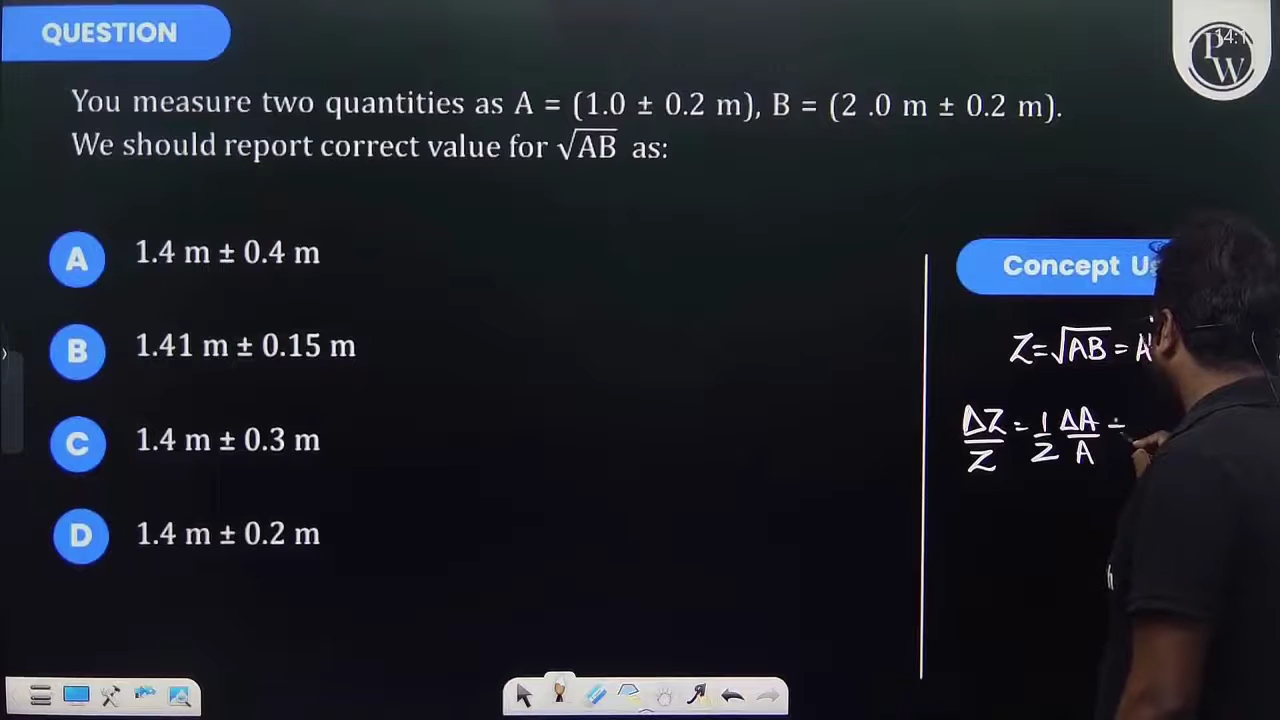 QUESTION
14:1
P
W
You measure two quantities as A = (1.0 ± 0.2 m), B = (2 .0 m ± 0.2 m).
We should report correct value for √AB as:
A 1.4 m ± 0.4 m
B 1.41 m ± 0.15 m
C 1.4 m ± 0.3 m
D 1.4 m ± 0.2 m
Concept
Z = √AB = A
ΔZ/Z = 1/2 ΔA/A